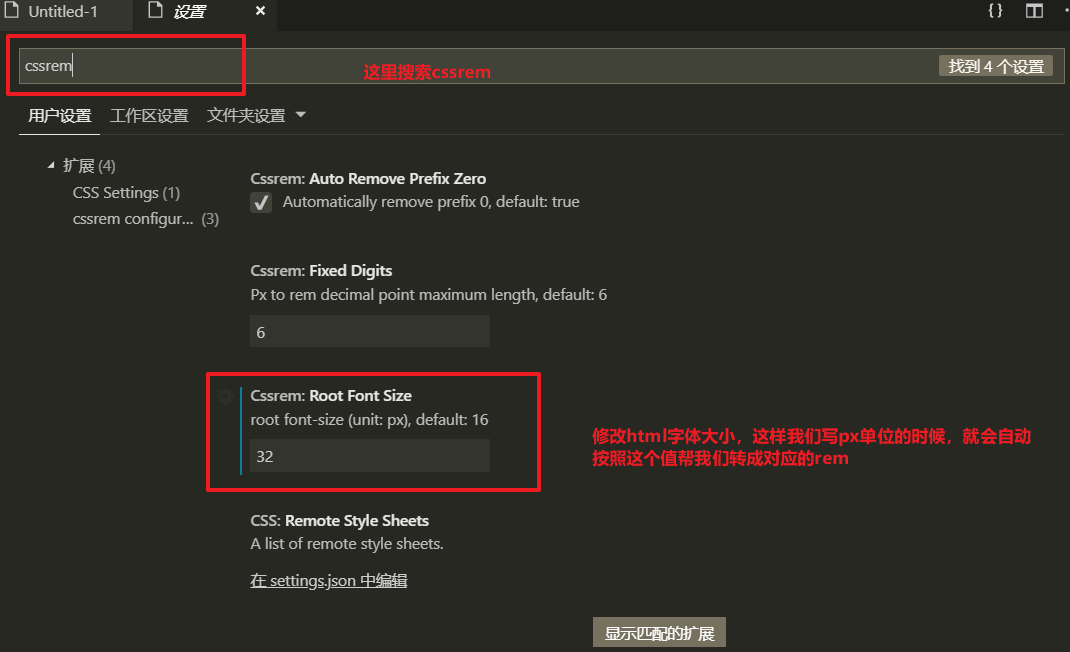 Untitled-1
设置
cssrem
这里搜索cssrem
找到 4 个设置
用户设置 工作区设置 文件夹设置
扩展 (4)
CSS Settings (1)
cssrem configur... (3)
Cssrem: Auto Remove Prefix Zero
Automatically remove prefix 0, default: true
Cssrem: Fixed Digits
Px to rem decimal point maximum length, default: 6
6
Cssrem: Root Font Size
root font-size (unit: px), default: 16
32
修改html字体大小，这样我们写px单位的时候，就会自动
按照这个值帮我们转成对应的rem
CSS: Remote Style Sheets
A list of remote style sheets.
在 settings.json 中编辑
显示匹配的扩展